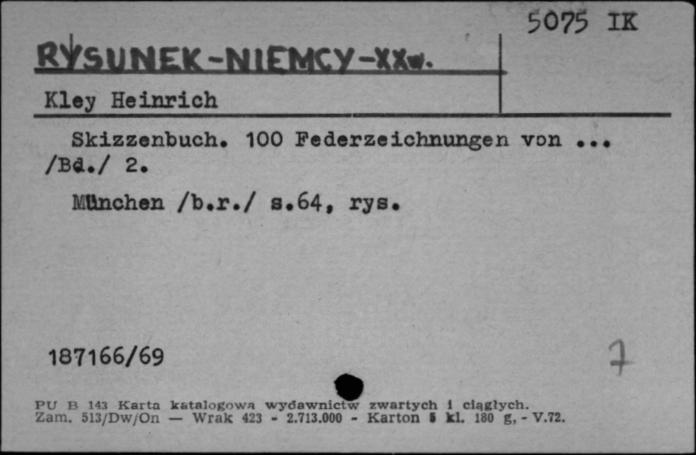 5075 IK
RYSUNEK-NIEMCY-XXw.
Kley Heinrich
Skizzenbuch. 100 Federzeichnungen von ...
/Bd./ 2.
München /b.r./ s.64, rys.
187166/69
7
PU B 143 Karta katalogowa wydawnictw zwartych i ciągłych.
Zam. 513/Dw/On — Wrak 423 - 2.713.000 - Karton 5 kl. 180 g, - V.72.